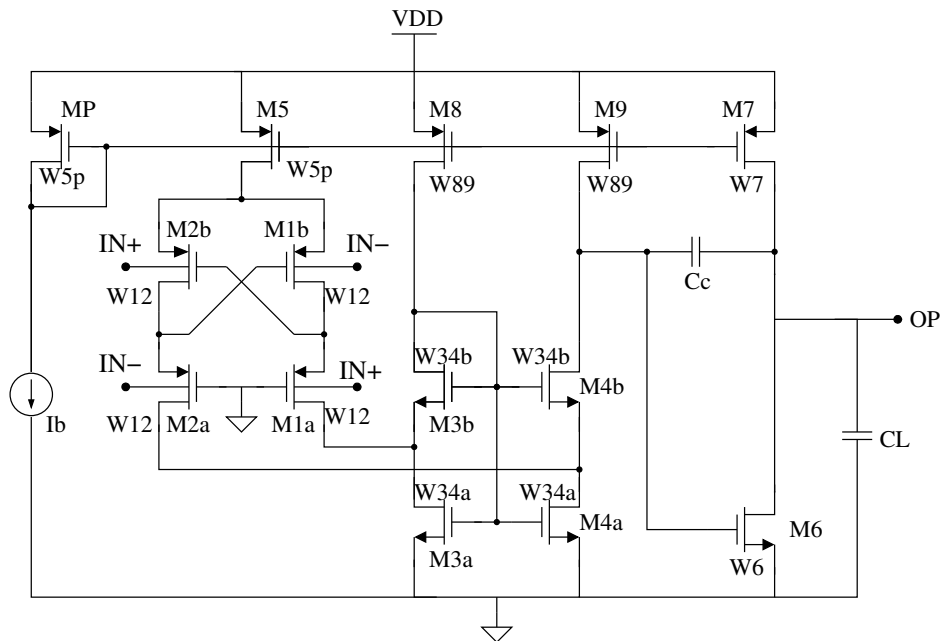 VDD
MP M5 M8 M9 M7
W5p W5p W89 W89 W7
IN+ M2b M1b IN−
W12 W12 Cc
OP
IN− IN+ W34b W34b
Ib W12 M2a M1a W12 M3b M4b CL
W34a W34a
M3a M4a M6
W6